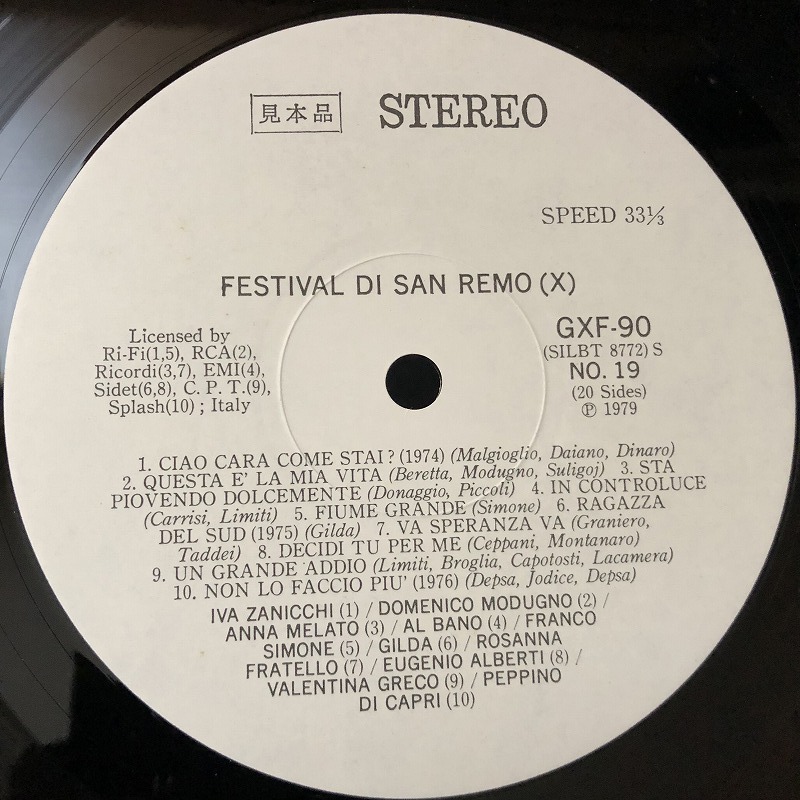 見本品 STEREO
SPEED 33⅓
FESTIVAL DI SAN REMO (X)
Licensed by
Ri-Fi(1,5), RCA(2),
Ricordi(3,7), EMI(4),
Sidet(6,8), C. P. T.(9),
Splash(10) ; Italy
GXF-90
(SILBT 8772) S
NO. 19
(20 Sides)
Ⓟ 1979
1. CIAO CARA COME STAI? (1974) (Malgioglio, Daiano, Dinaro)
2. QUESTA E' LA MIA VITA (Beretta, Modugno, Suligoj) 3. STA
PIOVENDO DOLCEMENTE (Donaggio, Piccoli) 4. IN CONTROLUCE
(Carrisi, Limiti) 5. FIUME GRANDE (Simone) 6. RAGAZZA
DEL SUD (1975) (Gilda) 7. VA SPERANZA VA (Graniero,
Taddei) 8. DECIDI TU PER ME (Ceppani, Montanaro)
9. UN GRANDE ADDIO (Limiti, Broglia, Capotosti, Lacamera)
10. NON LO FACCIO PIU' (1976) (Depsa, Jodice, Depsa)
IVA ZANICCHI (1) / DOMENICO MODUGNO (2) /
ANNA MELATO (3) / AL BANO (4) / FRANCO
SIMONE (5) / GILDA (6) / ROSANNA
FRATELLO (7) / EUGENIO ALBERTI (8) /
VALENTINA GRECO (9) / PEPPINO
DI CAPRI (10)